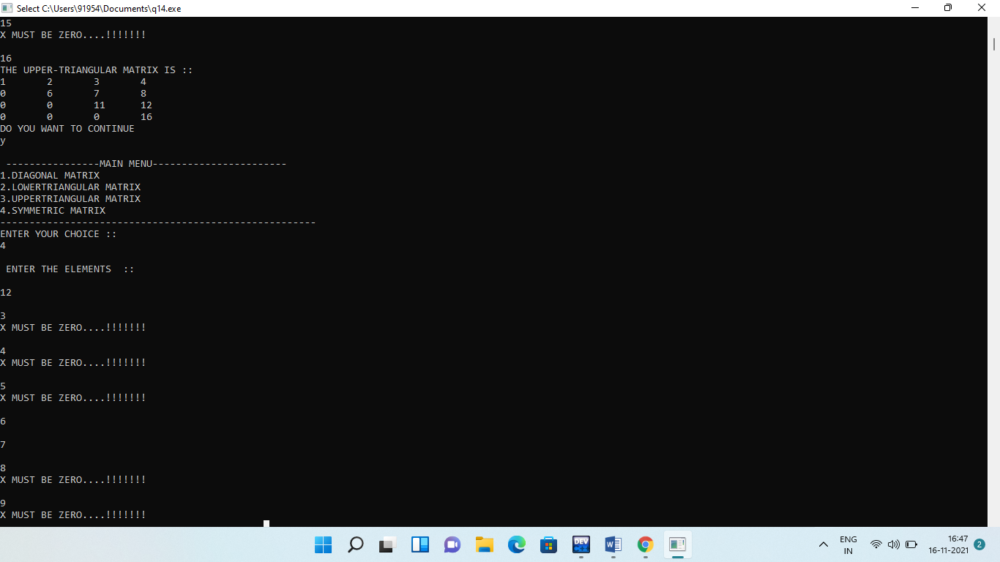 Select C:\Users\91954\Documents\q14.exe
15
X MUST BE ZERO....!!!!!!!
16
THE UPPER-TRIANGULAR MATRIX IS ::
1 2 3 4
0 6 7 8
0 0 11 12
0 0 0 16
DO YOU WANT TO CONTINUE
y
----------------MAIN MENU-----------------------
1.DIAGONAL MATRIX
2.LOWERTRIANGULAR MATRIX
3.UPPERTRIANGULAR MATRIX
4.SYMMETRIC MATRIX
------------------------------------------------------
ENTER YOUR CHOICE ::
4
ENTER THE ELEMENTS  ::
12
3
X MUST BE ZERO....!!!!!!!
4
X MUST BE ZERO....!!!!!!!
5
X MUST BE ZERO....!!!!!!!
6
7
8
X MUST BE ZERO....!!!!!!!
9
X MUST BE ZERO....!!!!!!!
DEV
ENG
IN
16:47
16-11-2021
2